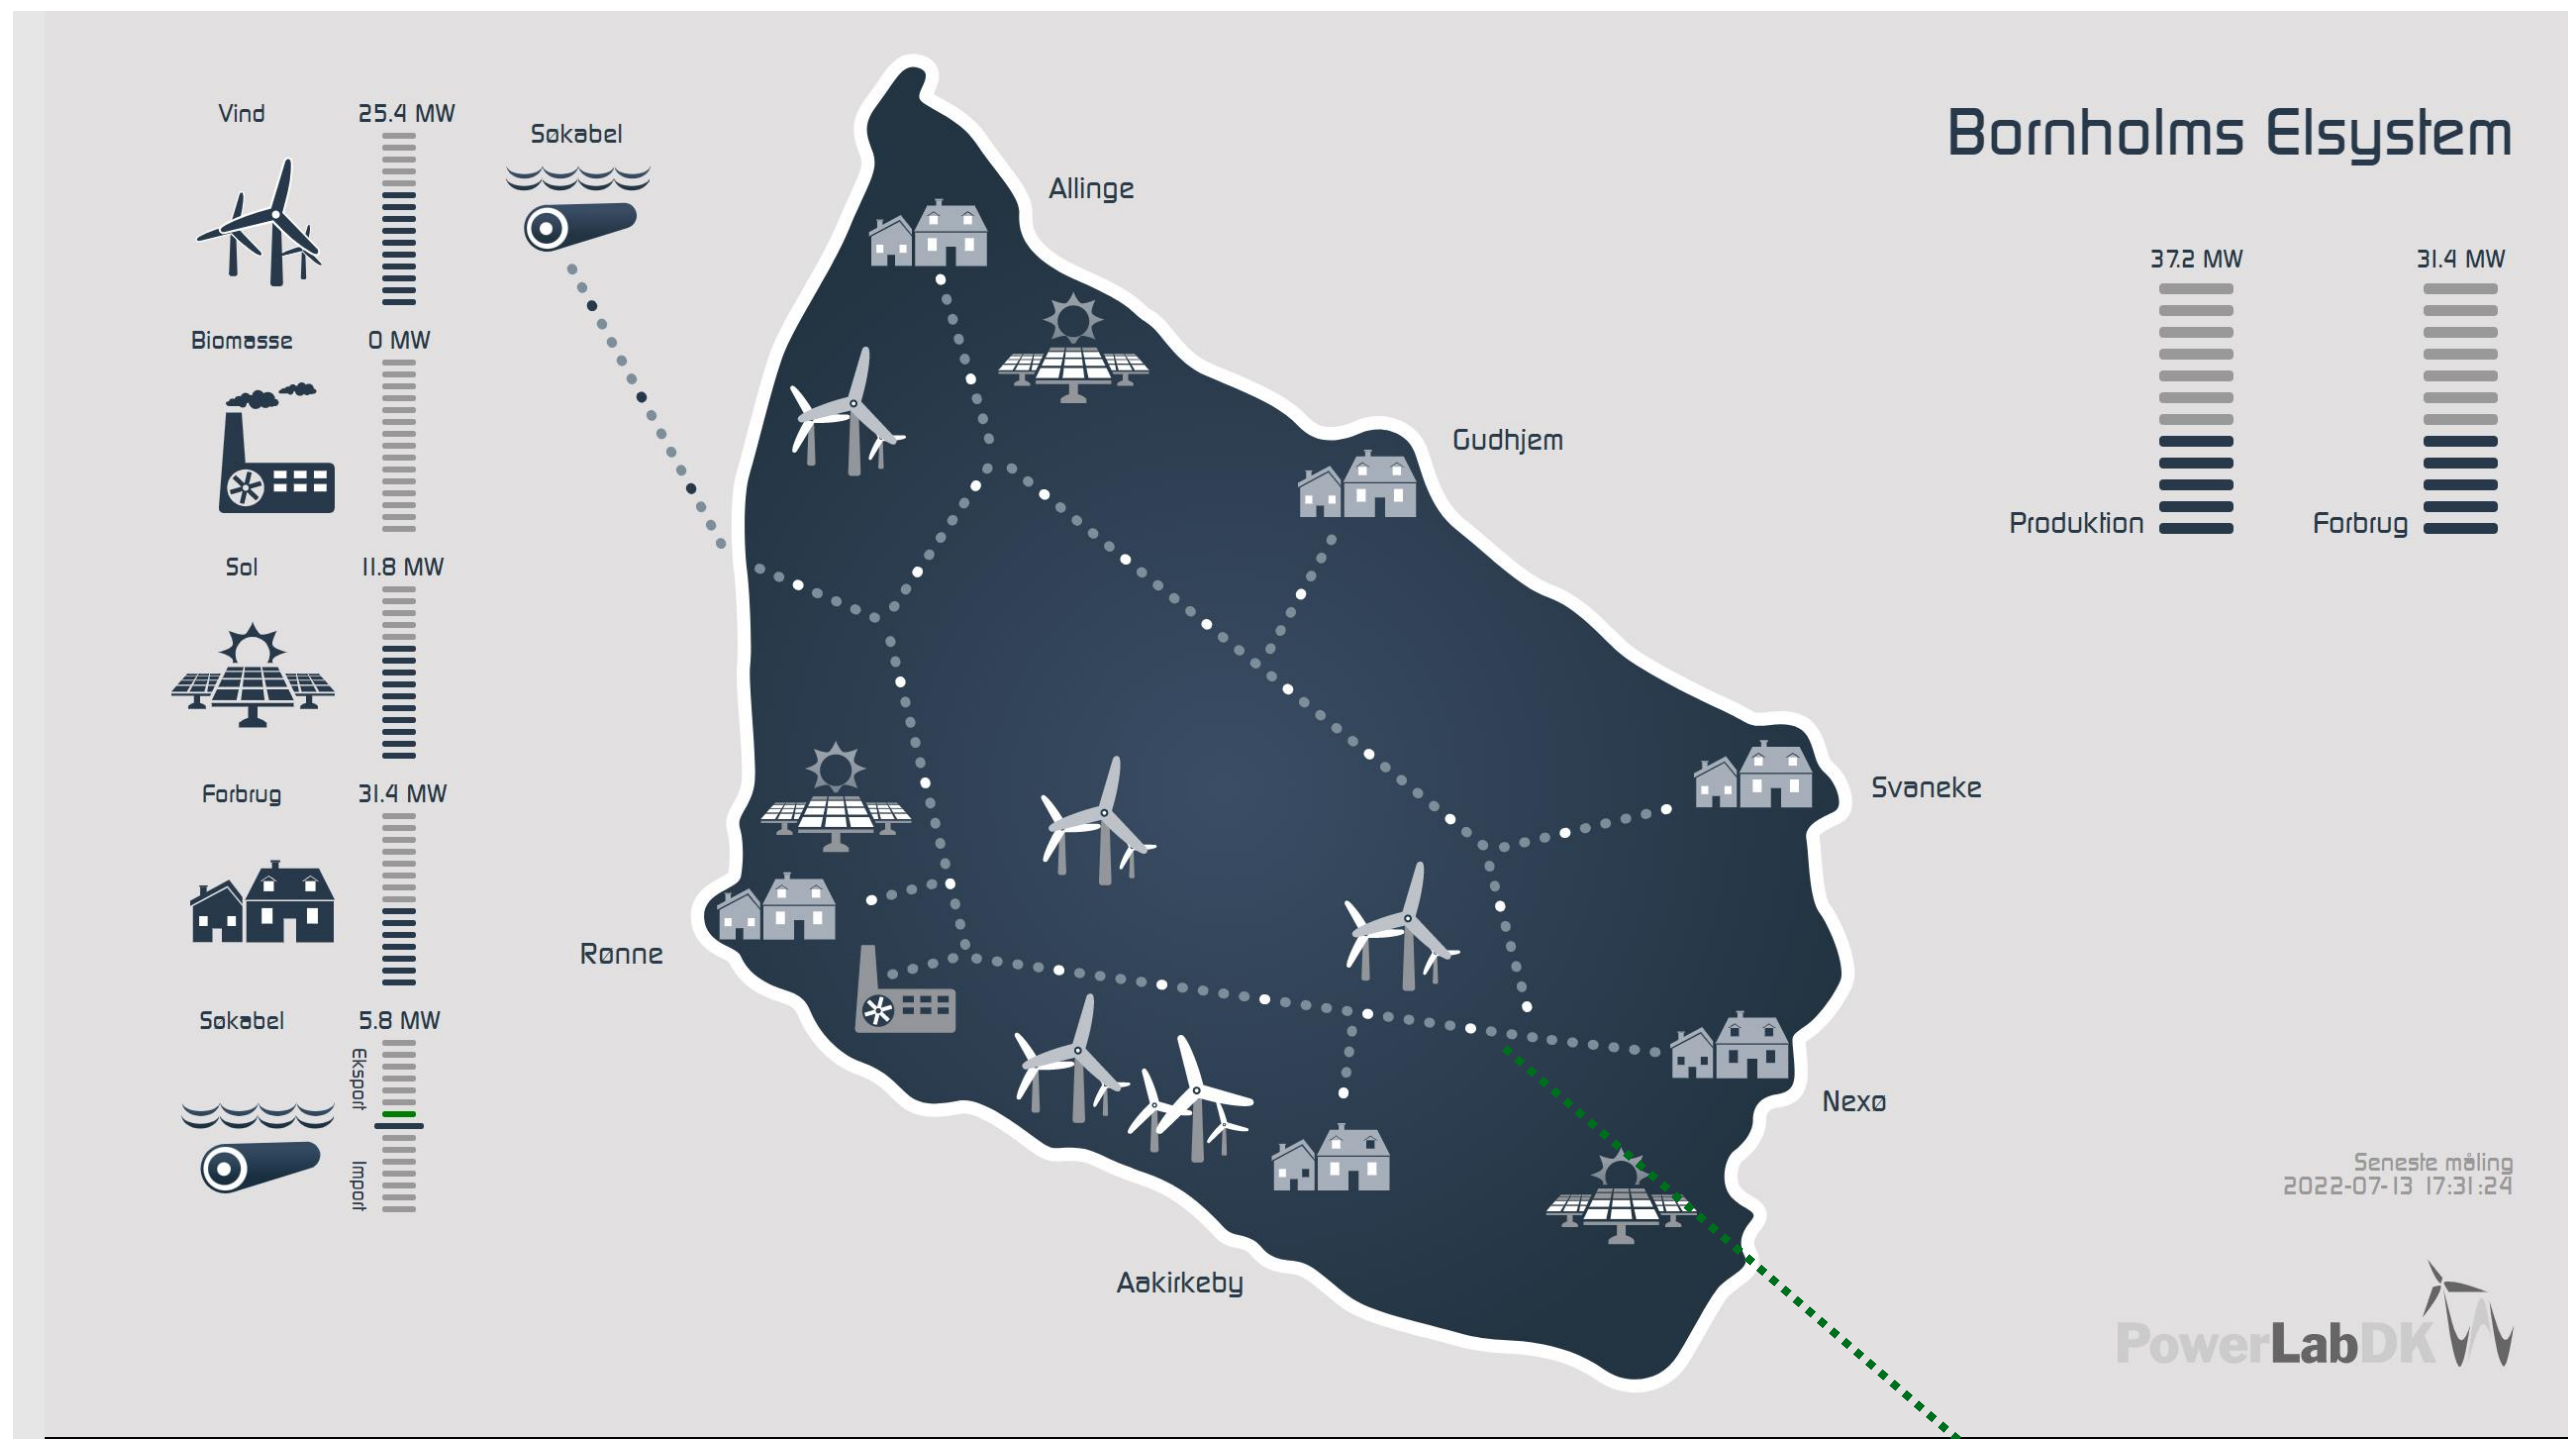 Vind
25.4 MW
Søkabel
Bornholms Elsystem
Allinge
37.2 MW
31.4 MW
Biomasse
0 MW
Gudhjem
Produktion
Forbrug
Sol
11.8 MW
Forbrug
31.4 MW
Svaneke
Rønne
Søkabel
5.8 MW
Eksport
Import
Nexø
Seneste måling
2022-07-13 17:31:24
Aakirkeby
PowerLabDK